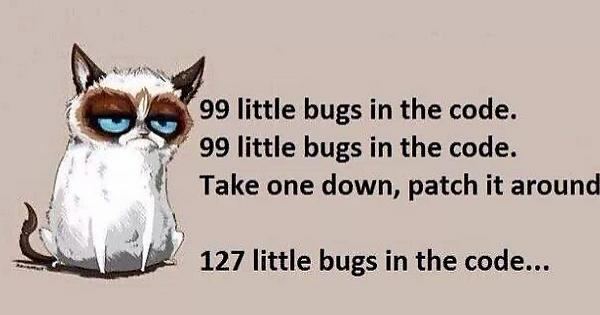 99 little bugs in the code.
99 little bugs in the code.
Take one down, patch it around
127 little bugs in the code...